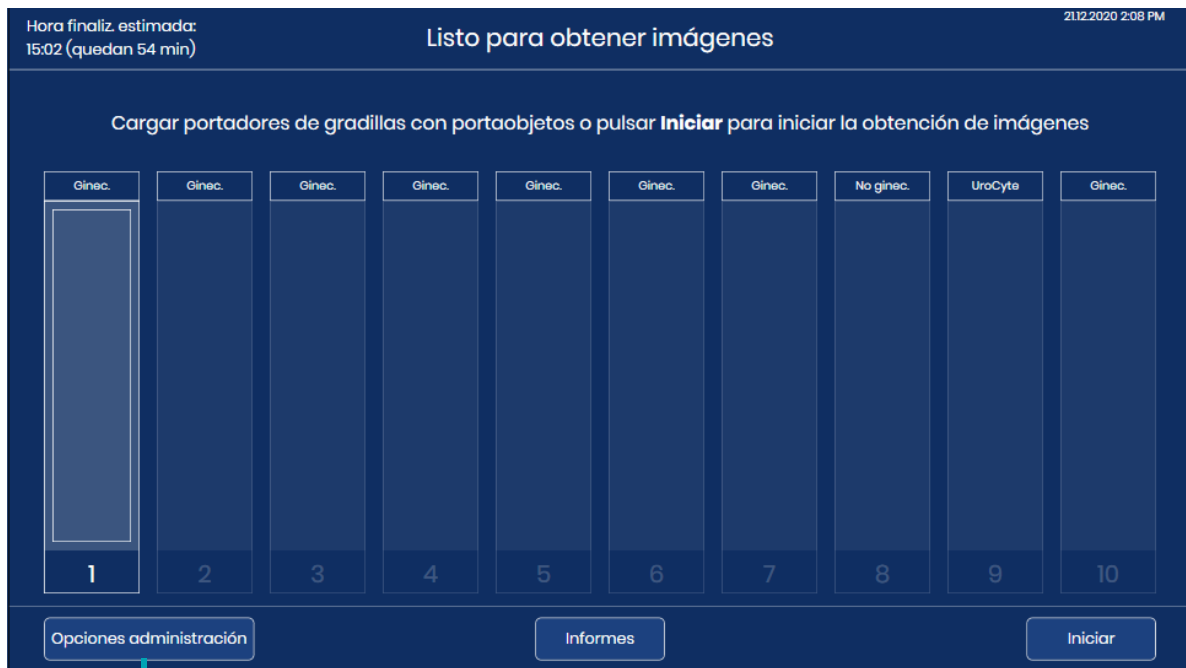 Hora finaliz. estimada:
15:02 (quedan 54 min)
Listo para obtener imágenes
21.12.2020 2:08 PM
Cargar portadores de gradillas con portaobjetos o pulsar Iniciar para iniciar la obtención de imágenes
Ginec. Ginec. Ginec. Ginec. Ginec. Ginec. Ginec. No ginec. UroCyte Ginec.
1 2 3 4 5 6 7 8 9 10
Opciones administración Informes Iniciar